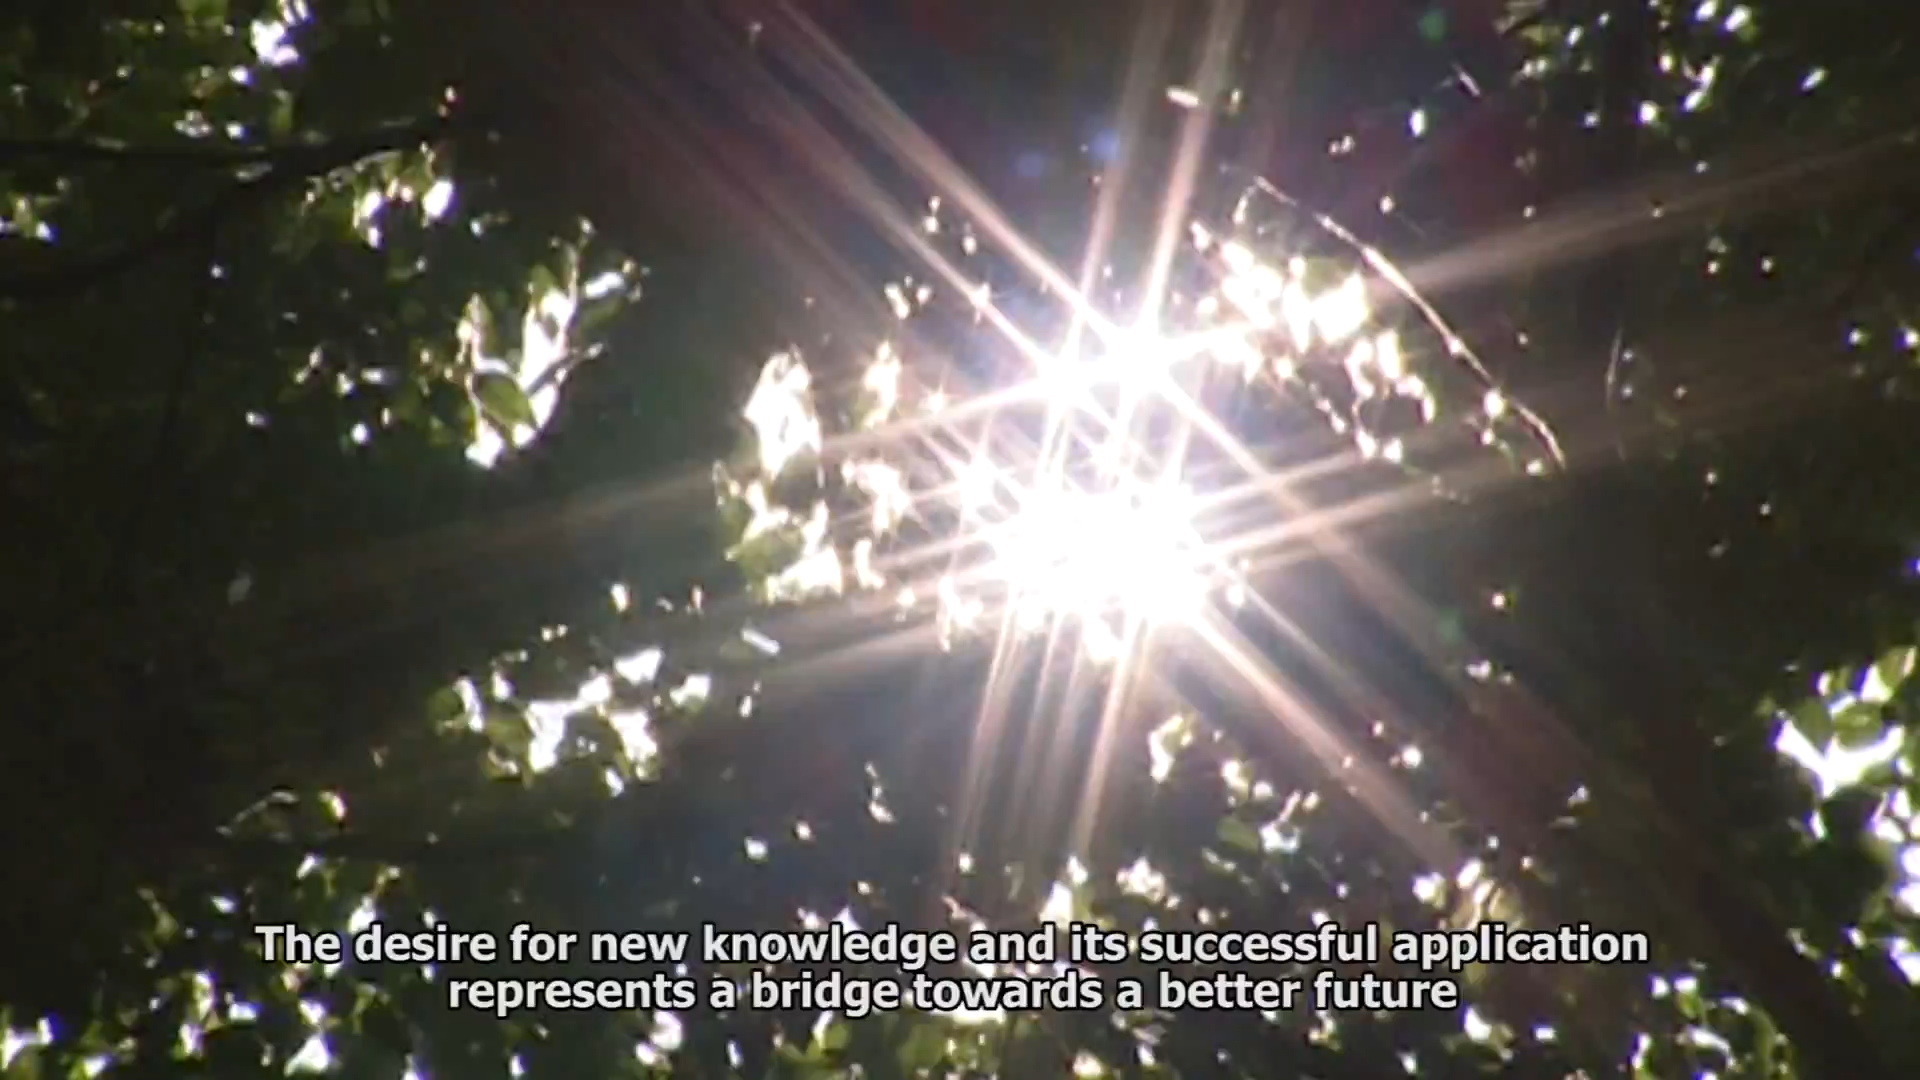 The desire for new knowledge and its successful application
represents a bridge towards a better future